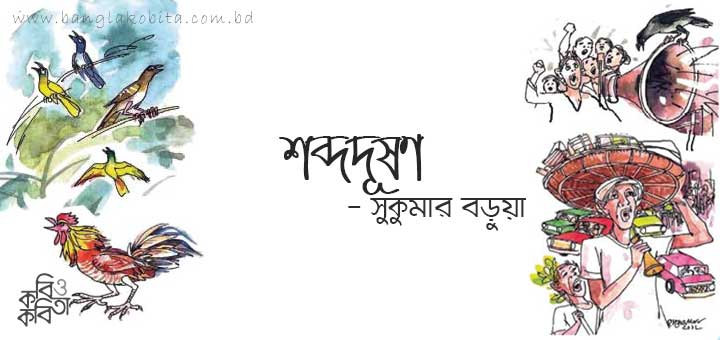 www.banglakobita.com.bd
শব্দদূষণ
- সুকুমার বড়ুয়া
কবি ও
কবিতা